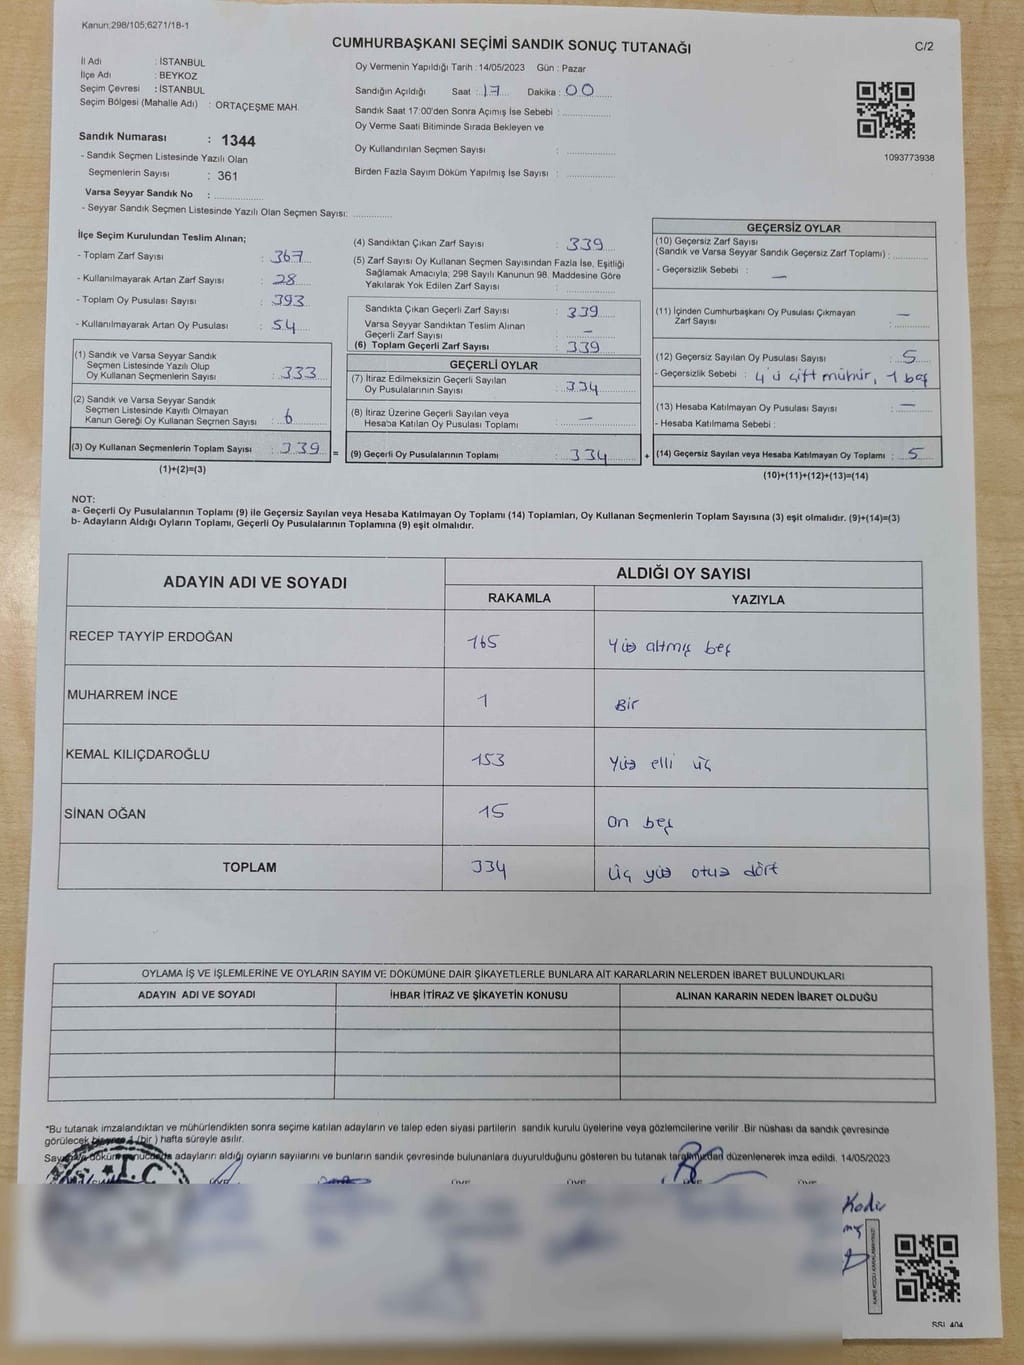 Kanun;298/105;6271/18-1
CUMHURBAŞKANI SEÇİMİ SANDIK SONUÇ TUTANAĞI
C/2
İl Adı : İSTANBUL
İlçe Adı : BEYKOZ
Seçim Çevresi : İSTANBUL
Seçim Bölgesi (Mahalle Adı) : ORTAÇEŞME MAH.
Sandık Numarası : 1344
- Sandık Seçmen Listesinde Yazılı Olan
Seçmenlerin Sayısı : 361
Varsa Seyyar Sandık No :
- Seyyar Sandık Seçmen Listesinde Yazılı Olan Seçmen Sayısı:
Oy Vermenin Yapıldığı Tarih : 14/05/2023 Gün : Pazar
Sandığın Açıldığı Saat : 17 Dakika : 00
Sandık Saat 17:00'den Sonra Açımış İse Sebebi :
Oy Verme Saati Bitiminde Sırada Bekleyen ve
Oy Kullandırılan Seçmen Sayısı :
Birden Fazla Sayım Döküm Yapılmış İse Sayısı :
1093773938
İlçe Seçim Kurulundan Teslim Alınan;
- Toplam Zarf Sayısı : 367
- Kullanılmayarak Artan Zarf Sayısı : 28
- Toplam Oy Pusulası Sayısı : 393
- Kullanılmayarak Artan Oy Pusulası : 54
(1) Sandık ve Varsa Seyyar Sandık
Seçmen Listesinde Yazılı Olup
Oy Kullanan Seçmenlerin Sayısı : 333
(2) Sandık ve Varsa Seyyar Sandık
Seçmen Listesinde Kayıtlı Olmayan
Kanun Gereği Oy Kullanan Seçmen Sayısı : 6
(3) Oy Kullanan Seçmenlerin Toplam Sayısı : 339 =
(1)+(2)=(3)
(4) Sandıktan Çıkan Zarf Sayısı : 339
(5) Zarf Sayısı Oy Kullanan Seçmen Sayısından Fazla İse, Eşitliği
Sağlamak Amacıyla; 298 Sayılı Kanunun 98. Maddesine Göre
Yakılarak Yok Edilen Zarf Sayısı :
Sandıkta Çıkan Geçerli Zarf Sayısı : 339
Varsa Seyyar Sandıktan Teslim Alınan
Geçerli Zarf Sayısı : —
(6) Toplam Geçerli Zarf Sayısı : 339
GEÇERLİ OYLAR
(7) İtiraz Edilmeksizin Geçerli Sayılan
Oy Pusulalarının Sayısı : 334
(8) İtiraz Üzerine Geçerli Sayılan veya
Hesaba Katılan Oy Pusulası Toplamı : —
(9) Geçerli Oy Pusulalarının Toplamı : 334 +
GEÇERSİZ OYLAR
(10) Geçersiz Zarf Sayısı
(Sandık ve Varsa Seyyar Sandık Geçersiz Zarf Toplamı) :
- Geçersizlik Sebebi : —
(11) İçinden Cumhurbaşkanı Oy Pusulası Çıkmayan
Zarf Sayısı : —
(12) Geçersiz Sayılan Oy Pusulası Sayısı : 5
- Geçersizlik Sebebi : 4'ü çift mühür, 1 boş
(13) Hesaba Katılmayan Oy Pusulası Sayısı : —
- Hesaba Katılmama Sebebi :
(14) Geçersiz Sayılan veya Hesaba Katılmayan Oy Toplamı : 5
(10)+(11)+(12)+(13)=(14)
NOT:
a- Geçerli Oy Pusulalarının Toplamı (9) ile Geçersiz Sayılan veya Hesaba Katılmayan Oy Toplamı (14) Toplamları, Oy Kullanan Seçmenlerin Toplam Sayısına (3) eşit olmalıdır. (9)+(14)=(3)
b- Adayların Aldığı Oyların Toplamı, Geçerli Oy Pusulalarının Toplamına (9) eşit olmalıdır.
ADAYIN ADI VE SOYADI
ALDIĞI OY SAYISI
RAKAMLA YAZIYLA
RECEP TAYYİP ERDOĞAN 165 Yüz altmış beş
MUHARREM İNCE 1 Bir
KEMAL KILIÇDAROĞLU 153 Yüz elli üç
SİNAN OĞAN 15 On beş
TOPLAM 334 Üç yüz otuz dört
OYLAMA İŞ VE İŞLEMLERİNE VE OYLARIN SAYIM VE DÖKÜMÜNE DAİR ŞİKAYETLERLE BUNLARA AİT KARARLARIN NELERDEN İBARET BULUNDUKLARI
ADAYIN ADI VE SOYADI İHBAR İTİRAZ VE ŞİKAYETİN KONUSU ALINAN KARARIN NEDEN İBARET OLDUĞU
*Bu tutanak imzalandıktan ve mühürlendikten sonra seçime katılan adayların ve talep eden siyasi partilerin sandık kurulu üyelerine veya gözlemcilerine verilir. Bir nüshası da sandık çevresinde
görülecek bir yere 1 (bir) hafta süreyle asılır.
adayların aldığı oyların sayılarını ve bunların sandık çevresinde bulunanlara duyurulduğunu gösteren bu tutanak tarafımızdan düzenlenerek imza edildi. 14/05/2023
T.C